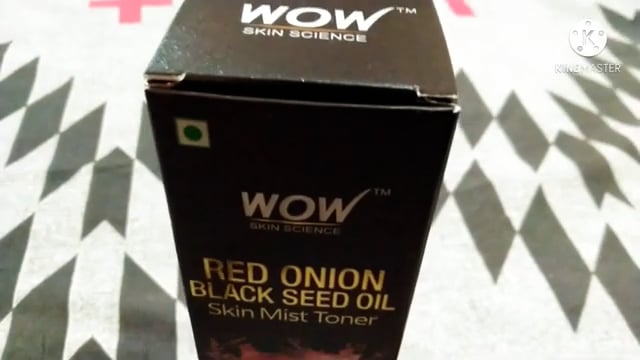 WOW™
SKIN SCIENCE
KINEMASTER
WOW™
SKIN SCIENCE
RED ONION
BLACK SEED OIL
Skin Mist Toner